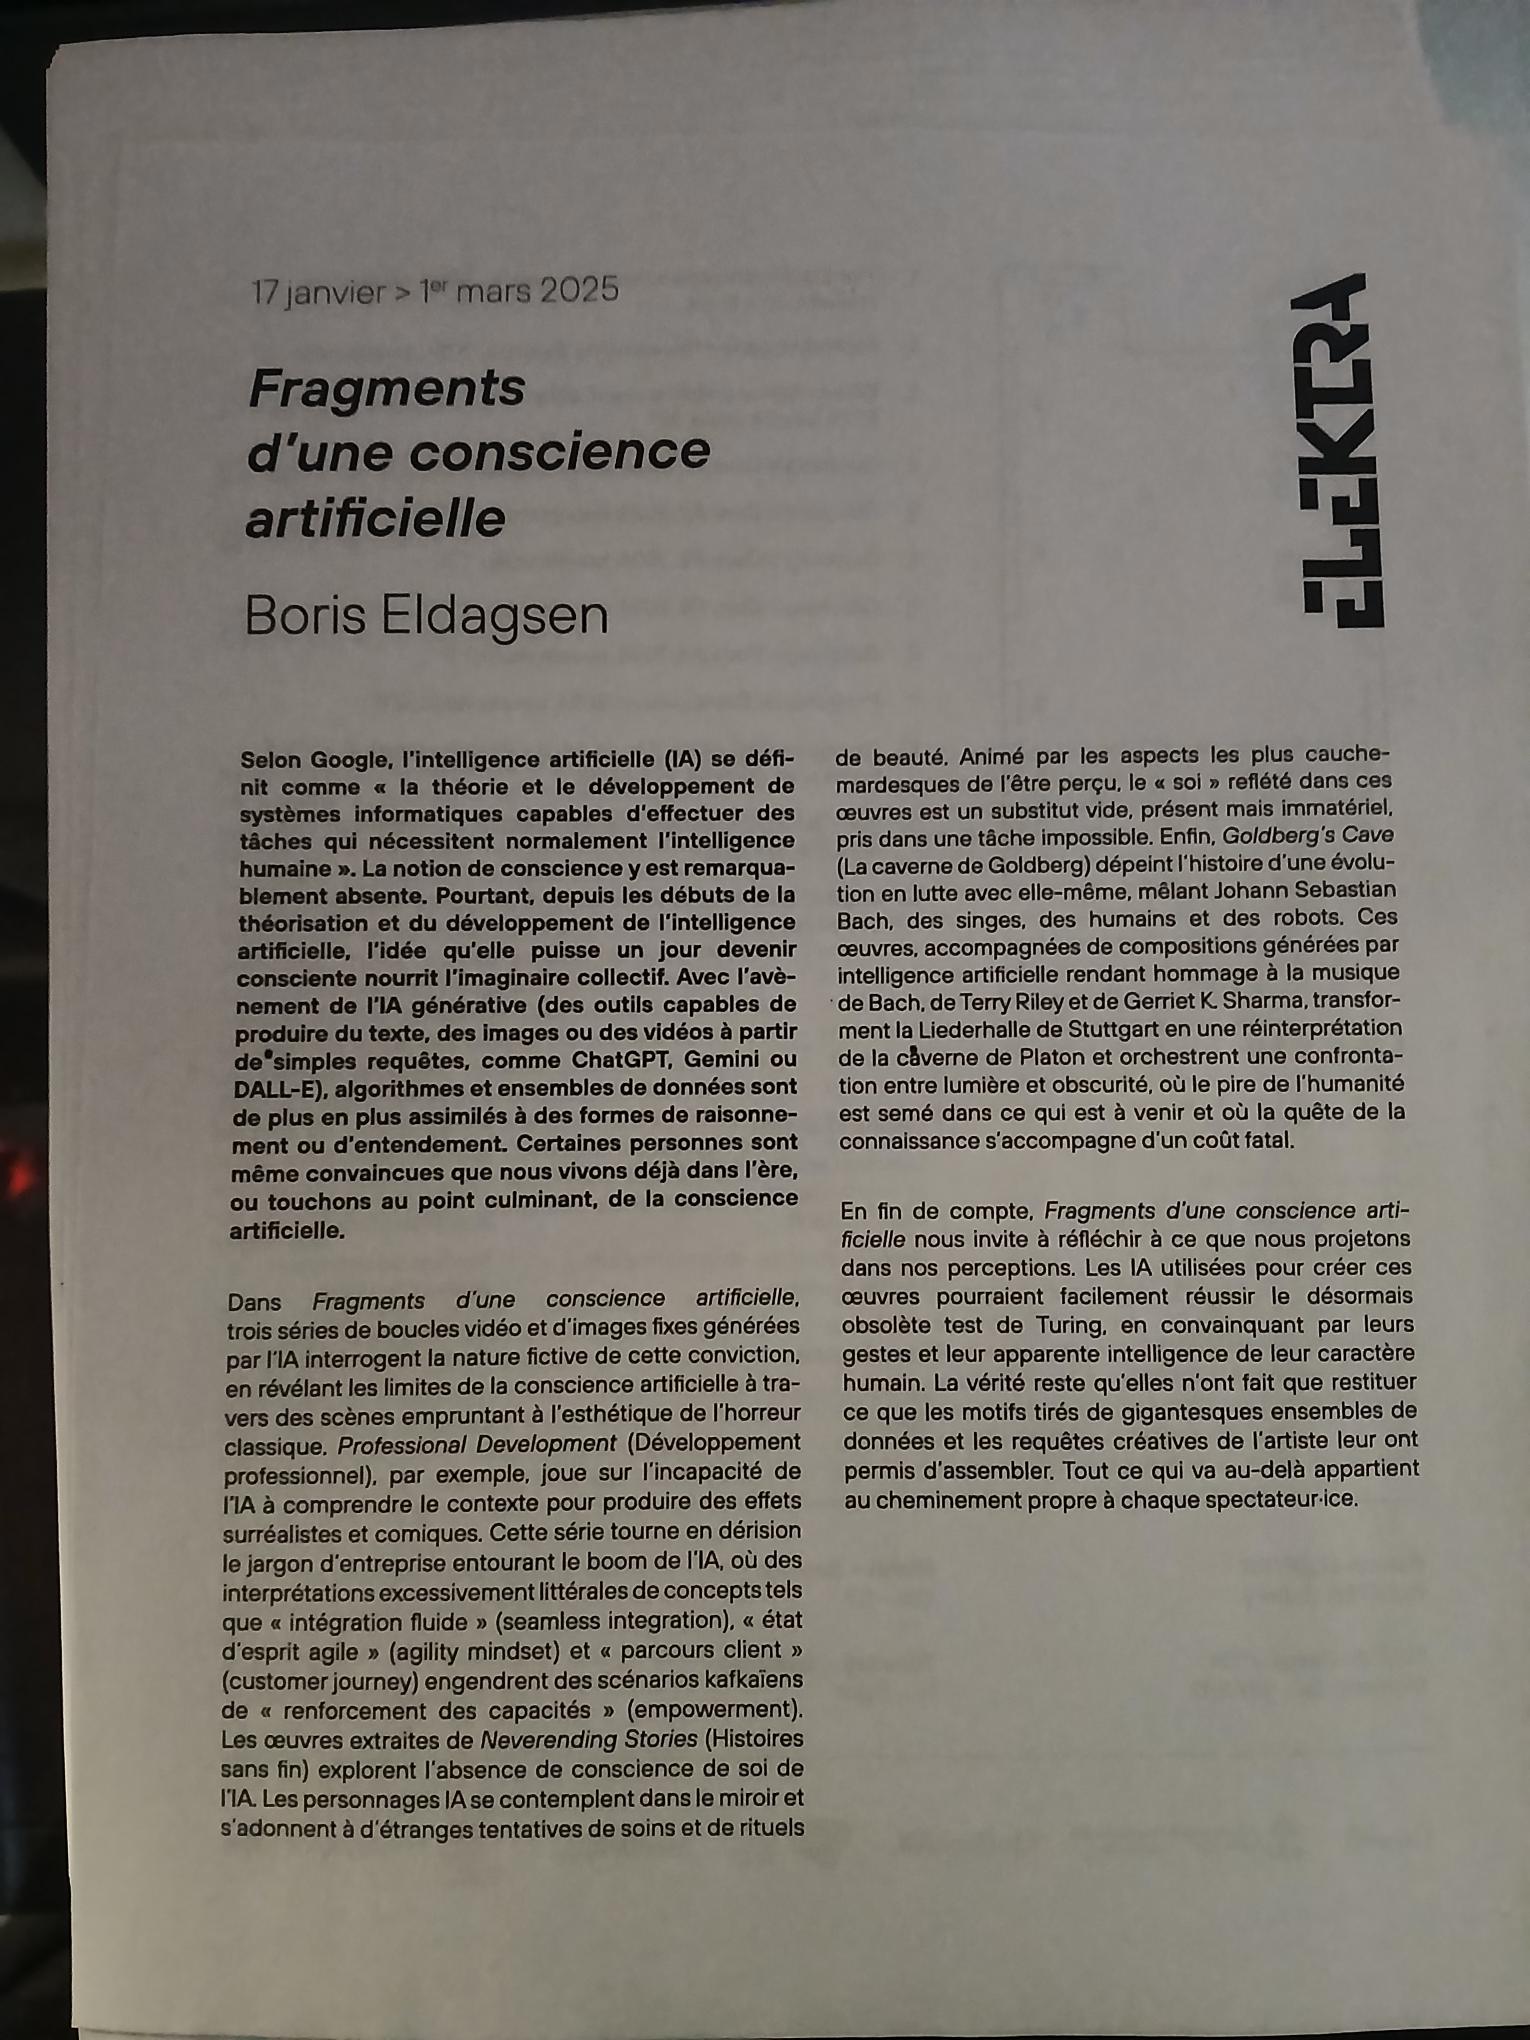 17 janvier > 1er mars 2025
Fragments
d'une conscience
artificielle
Boris Eldagsen
ELEKTRA
Selon Google, l'intelligence artificielle (IA) se défi-
nit comme « la théorie et le développement de
systèmes informatiques capables d'effectuer des
tâches qui nécessitent normalement l'intelligence
humaine ». La notion de conscience y est remarqua-
blement absente. Pourtant, depuis les débuts de la
théorisation et du développement de l'intelligence
artificielle, l'idée qu'elle puisse un jour devenir
consciente nourrit l'imaginaire collectif. Avec l'avè-
nement de l'IA générative (des outils capables de
produire du texte, des images ou des vidéos à partir
de simples requêtes, comme ChatGPT, Gemini ou
DALL-E), algorithmes et ensembles de données sont
de plus en plus assimilés à des formes de raisonne-
ment ou d'entendement. Certaines personnes sont
même convaincues que nous vivons déjà dans l'ère,
ou touchons au point culminant, de la conscience
artificielle.
Dans Fragments d'une conscience artificielle,
trois séries de boucles vidéo et d'images fixes générées
par l'IA interrogent la nature fictive de cette conviction,
en révélant les limites de la conscience artificielle à tra-
vers des scènes empruntant à l'esthétique de l'horreur
classique. Professional Development (Développement
professionnel), par exemple, joue sur l'incapacité de
l'IA à comprendre le contexte pour produire des effets
surréalistes et comiques. Cette série tourne en dérision
le jargon d'entreprise entourant le boom de l'IA, où des
interprétations excessivement littérales de concepts tels
que « intégration fluide » (seamless integration), « état
d'esprit agile » (agility mindset) et « parcours client »
(customer journey) engendrent des scénarios kafkaïens
de « renforcement des capacités » (empowerment).
Les œuvres extraites de Neverending Stories (Histoires
sans fin) explorent l'absence de conscience de soi de
l'IA. Les personnages IA se contemplent dans le miroir et
s'adonnent à d'étranges tentatives de soins et de rituels
de beauté. Animé par les aspects les plus cauche-
mardesques de l'être perçu, le « soi » reflété dans ces
œuvres est un substitut vide, présent mais immatériel,
pris dans une tâche impossible. Enfin, Goldberg's Cave
(La caverne de Goldberg) dépeint l'histoire d'une évolu-
tion en lutte avec elle-même, mêlant Johann Sebastian
Bach, des singes, des humains et des robots. Ces
œuvres, accompagnées de compositions générées par
intelligence artificielle rendant hommage à la musique
de Bach, de Terry Riley et de Gerriet K. Sharma, transfor-
ment la Liederhalle de Stuttgart en une réinterprétation
de la caverne de Platon et orchestrent une confronta-
tion entre lumière et obscurité, où le pire de l'humanité
est semé dans ce qui est à venir et où la quête de la
connaissance s'accompagne d'un coût fatal.
En fin de compte, Fragments d'une conscience arti-
ficielle nous invite à réfléchir à ce que nous projetons
dans nos perceptions. Les IA utilisées pour créer ces
œuvres pourraient facilement réussir le désormais
obsolète test de Turing, en convainquant par leurs
gestes et leur apparente intelligence de leur caractère
humain. La vérité reste qu'elles n'ont fait que restituer
ce que les motifs tirés de gigantesques ensembles de
données et les requêtes créatives de l'artiste leur ont
permis d'assembler. Tout ce qui va au-delà appartient
au cheminement propre à chaque spectateur·ice.